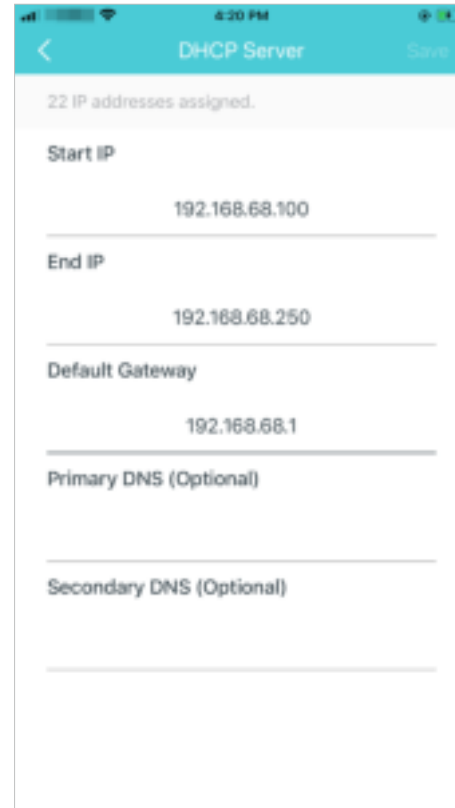 4:20 PM
DHCP Server
Save
22 IP addresses assigned.
Start IP
192.168.68.100
End IP
192.168.68.250
Default Gateway
192.168.68.1
Primary DNS (Optional)
Secondary DNS (Optional)